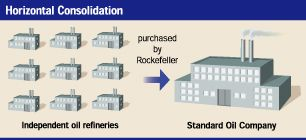 Horizontal Consolidation
purchased
by
Rockefeller
Independent oil refineries
Standard Oil Company